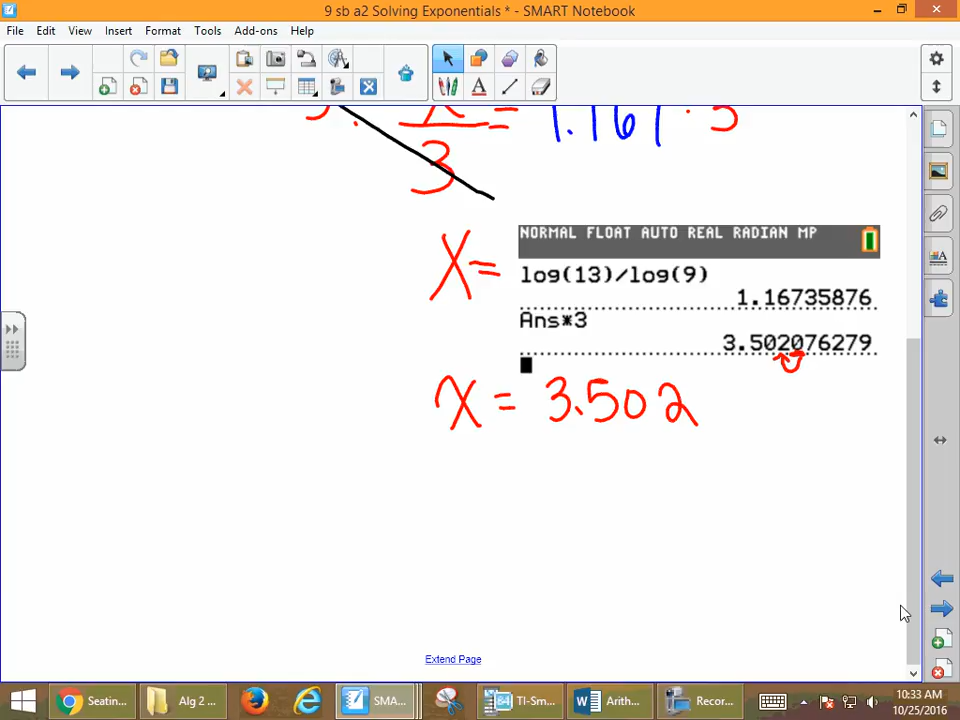 9 sb a2 Solving Exponentials * - SMART Notebook
File Edit View Insert Format Tools Add-ons Help
= 1.167 · 3
3
X=
NORMAL FLOAT AUTO REAL RADIAN MP
log(13)/log(9)
1.16735876
Ans*3
3.502076279
X = 3.502
Extend Page
Seatin... Alg 2 ... SMA... TI-Sm... Arith... Recor...
10:33 AM
10/25/2016